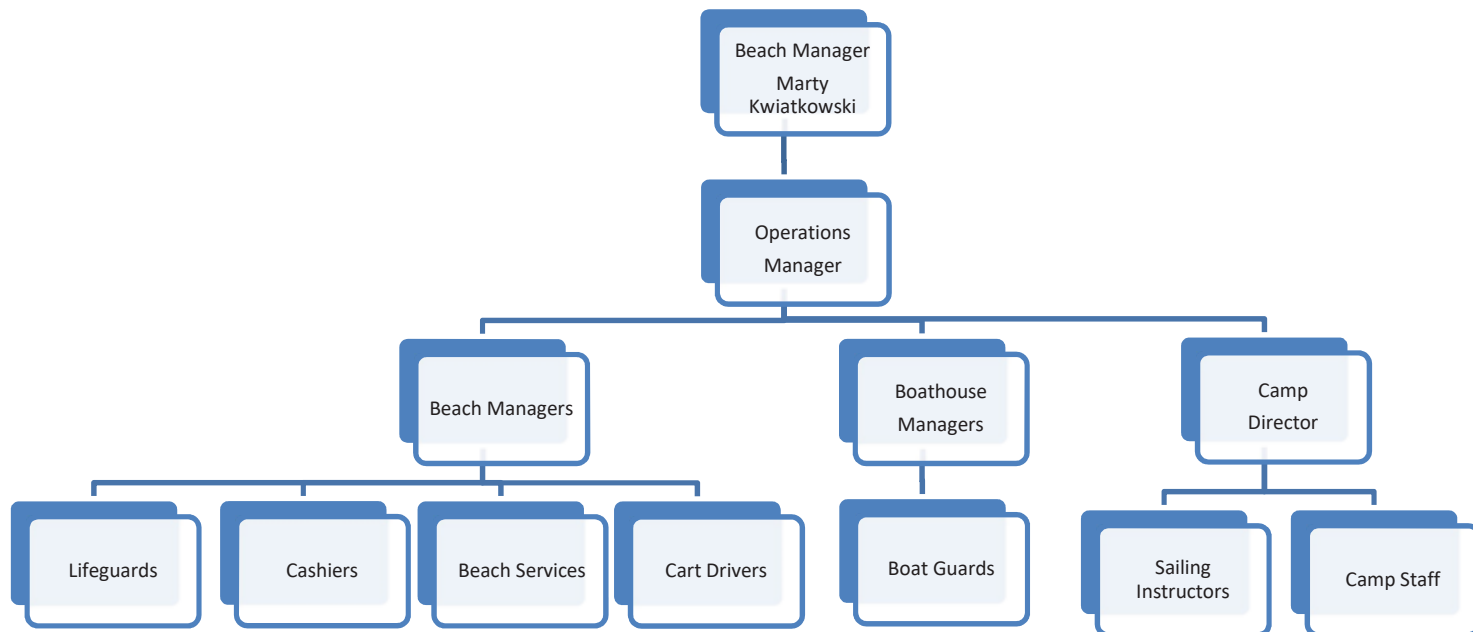 Beach Manager
Marty
Kwiatkowski
Operations
Manager
Beach Managers
Boathouse
Managers
Camp
Director
Lifeguards
Cashiers
Beach Services
Cart Drivers
Boat Guards
Sailing
Instructors
Camp Staff